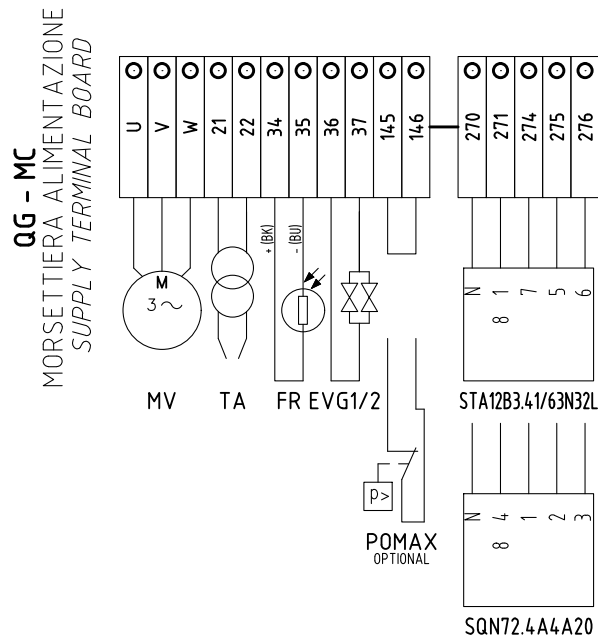 QG - MC
MORSETTIERA ALIMENTAZIONE
SUPPLY TERMINAL BOARD
U V W 21 22 34 35 36 37 145 146 270 271 274 275 276
+ (BK)
- (BU)
M
3~
N 1 7 5 6
8
MV TA FR EVG1/2 STA12B3.41/63N32L
P>
POMAX
OPTIONAL
N 4 1 2 3
8
SQN72.4A4A20